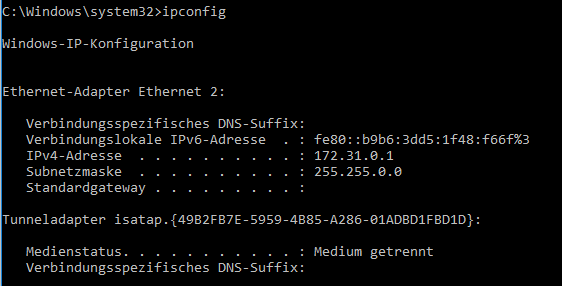 C:\Windows\system32>ipconfig
Windows-IP-Konfiguration
Ethernet-Adapter Ethernet 2:
Verbindungsspezifisches DNS-Suffix:
Verbindungslokale IPv6-Adresse  . : fe80::b9b6:3dd5:1f48:f66f%3
IPv4-Adresse  . . . . . . . . . . : 172.31.0.1
Subnetzmaske  . . . . . . . . . . : 255.255.0.0
Standardgateway . . . . . . . . . :
Tunneladapter isatap.{49B2FB7E-5959-4B85-A286-01ADBD1FBD1D}:
Medienstatus. . . . . . . . . . . : Medium getrennt
Verbindungsspezifisches DNS-Suffix: